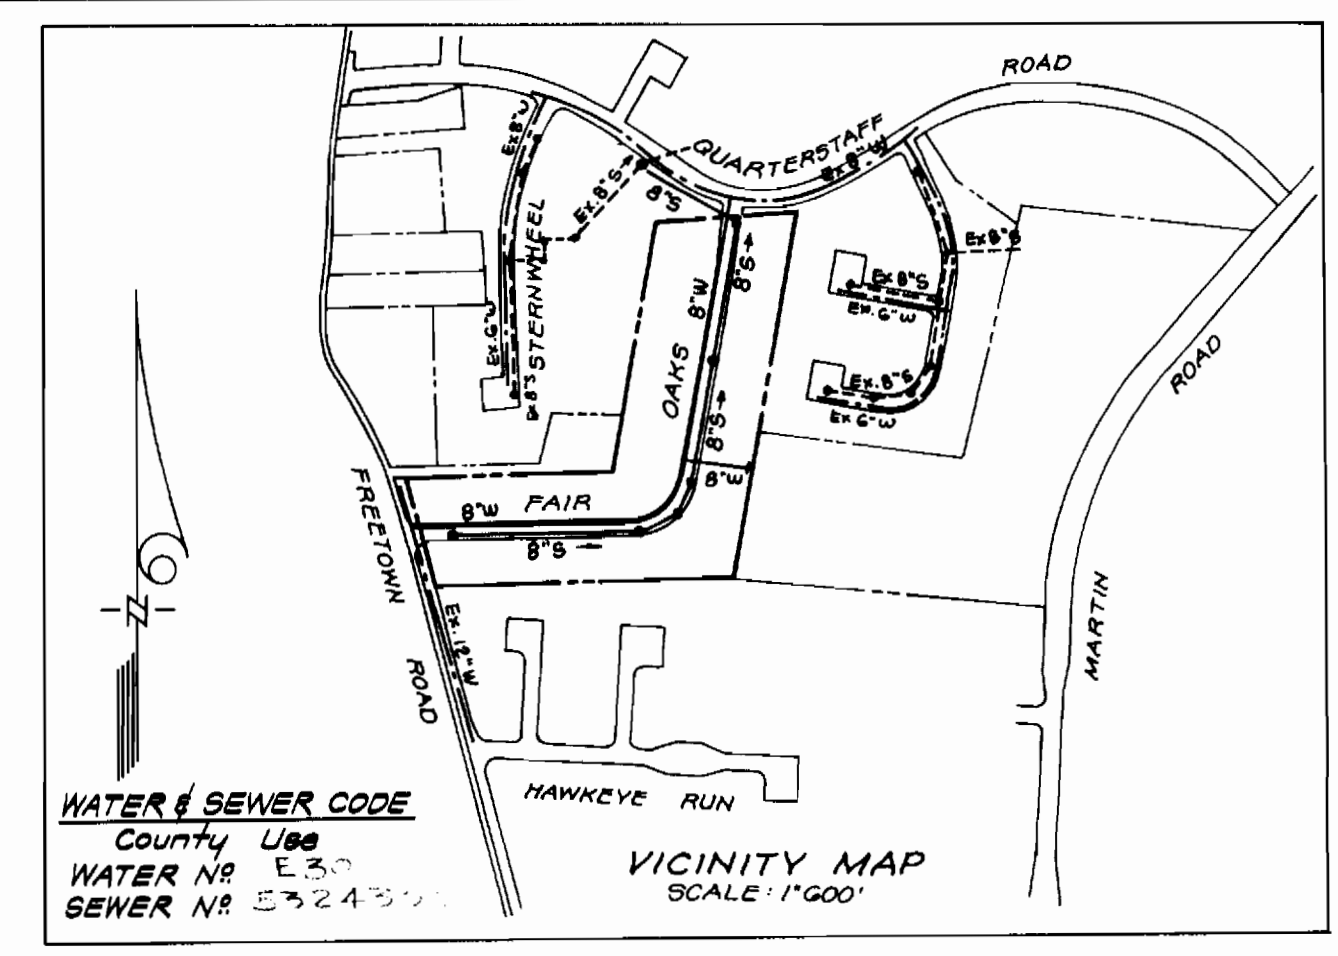 ROAD
QUARTERSTAFF
Ex 8" W
Ex 8" S
8" S
STERNWHEEL
Ex. 8" S
8" S
Ex 8" S
Ex 8" S
Ex. 6" W
8" W
Ex. 6" W
Ex 8" S
OAKS
ROAD
Ex. 8" S
Ex 6" W
8" S
8" W
FREETOWN
8" W
FAIR
8" S
MARTIN
Ex. 12" W
ROAD
HAWKEYE RUN
N
WATER & SEWER CODE
County Use
WATER No E30
SEWER No
VICINITY MAP
SCALE: 1" 600'